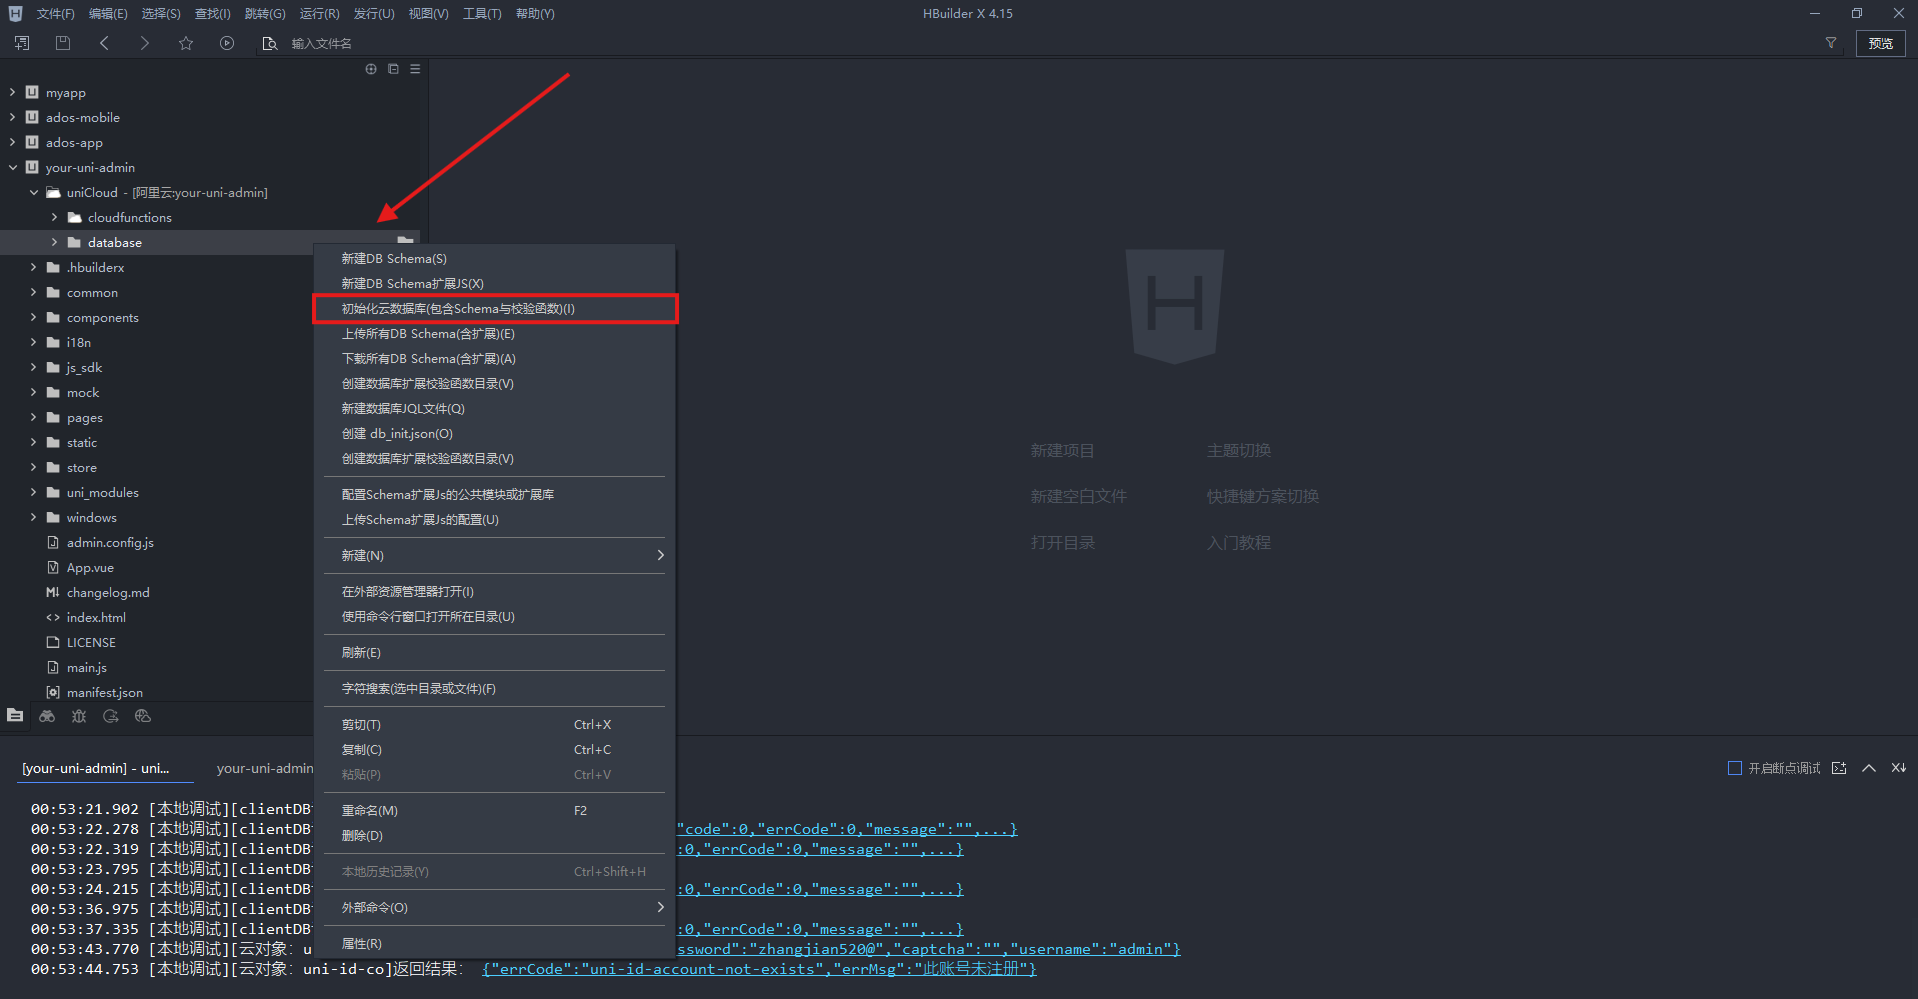 文件(F) 编辑(E) 选择(S) 查找(I) 跳转(G) 运行(R) 发行(U) 视图(V) 工具(T) 帮助(Y)
HBuilder X 4.15
输入文件名
预览
myapp
ados-mobile
ados-app
your-uni-admin
uniCloud - [阿里云:your-uni-admin]
cloudfunctions
database
.hbuilderx
common
components
i18n
js_sdk
mock
pages
static
store
uni_modules
windows
admin.config.js
App.vue
changelog.md
index.html
LICENSE
main.js
manifest.json
新建DB Schema(S)
新建DB Schema扩展JS(X)
初始化云数据库(包含Schema与校验函数)(I)
上传所有DB Schema(含扩展)(E)
下载所有DB Schema(含扩展)(A)
创建数据库扩展校验函数目录(V)
新建数据库JQL文件(Q)
创建 db_init.json(O)
创建数据库扩展校验函数目录(V)
配置Schema扩展Js的公共模块或扩展库
上传Schema扩展Js的配置(U)
新建(N)
在外部资源管理器打开(I)
使用命令行窗口打开所在目录(U)
刷新(E)
字符搜索(选中目录或文件)(F)
剪切(T) Ctrl+X
复制(C) Ctrl+C
粘贴(P) Ctrl+V
重命名(M) F2
删除(D)
本地历史记录(Y) Ctrl+Shift+H
外部命令(O)
属性(R)
H
新建项目 主题切换
新建空白文件 快捷键方案切换
打开目录 入门教程
[your-uni-admin] - uni... your-uni-admin
开启断点调试
00:53:21.902 [本地调试][clientDB
00:53:22.278 [本地调试][clientDB "code":0,"errCode":0,"message":"",...}
00:53:22.319 [本地调试][clientDB :0,"errCode":0,"message":"",...}
00:53:23.795 [本地调试][clientDB
00:53:24.215 [本地调试][clientDB :0,"errCode":0,"message":"",...}
00:53:36.975 [本地调试][clientDB
00:53:37.335 [本地调试][clientDB :0,"errCode":0,"message":"",...}
00:53:43.770 [本地调试][云对象: u ssword":"zhangjian520@","captcha":"","username":"admin"}
00:53:44.753 [本地调试][云对象: uni-id-co]返回结果: {"errCode":"uni-id-account-not-exists","errMsg":"此账号未注册"}